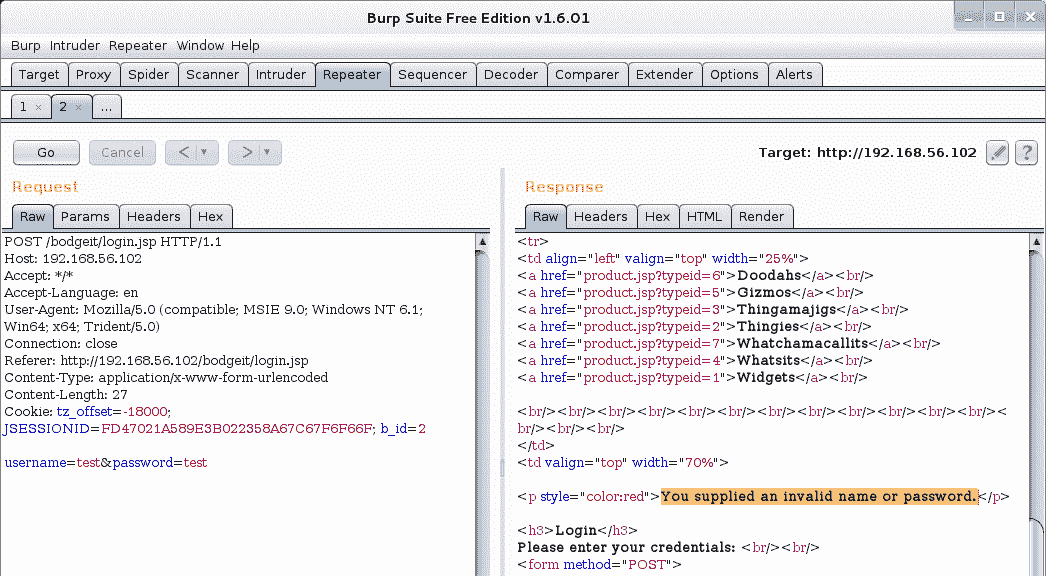 Burp Suite Free Edition v1.6.01
Burp Intruder Repeater Window Help
Target Proxy Spider Scanner Intruder Repeater Sequencer Decoder Comparer Extender Options Alerts
1 × 2 × ...
Go Cancel < ▼ > ▼ Target: http://192.168.56.102 ?
Request
Raw Params Headers Hex
POST /bodgeit/login.jsp HTTP/1.1
Host: 192.168.56.102
Accept: */*
Accept-Language: en
User-Agent: Mozilla/5.0 (compatible; MSIE 9.0; Windows NT 6.1;
Win64; x64; Trident/5.0)
Connection: close
Referer: http://192.168.56.102/bodgeit/login.jsp
Content-Type: application/x-www-form-urlencoded
Content-Length: 27
Cookie: tz_offset=-18000;
JSESSIONID=FD47021A589E3B022358A67C67F6F66F; b_id=2
username=test&password=test
Response
Raw Headers Hex HTML Render
<tr>
<td align="left" valign="top" width="25%">
<a href="product.jsp?typeid=6">Doodahs</a><br/>
<a href="product.jsp?typeid=5">Gizmos</a><br/>
<a href="product.jsp?typeid=3">Thingamajigs</a><br/>
<a href="product.jsp?typeid=2">Thingies</a><br/>
<a href="product.jsp?typeid=7">Whatchamacallits</a><br/>
<a href="product.jsp?typeid=4">Whatsits</a><br/>
<a href="product.jsp?typeid=1">Widgets</a><br/>
<br/><br/><br/><br/><br/><br/><br/><br/><br/><br/><br/><br/><
br/><br/><br/>
</td>
<td valign="top" width="70%">
<p style="color:red">You supplied an invalid name or password.</p>
<h3>Login</h3>
Please enter your credentials: <br/><br/>
<form method="POST">